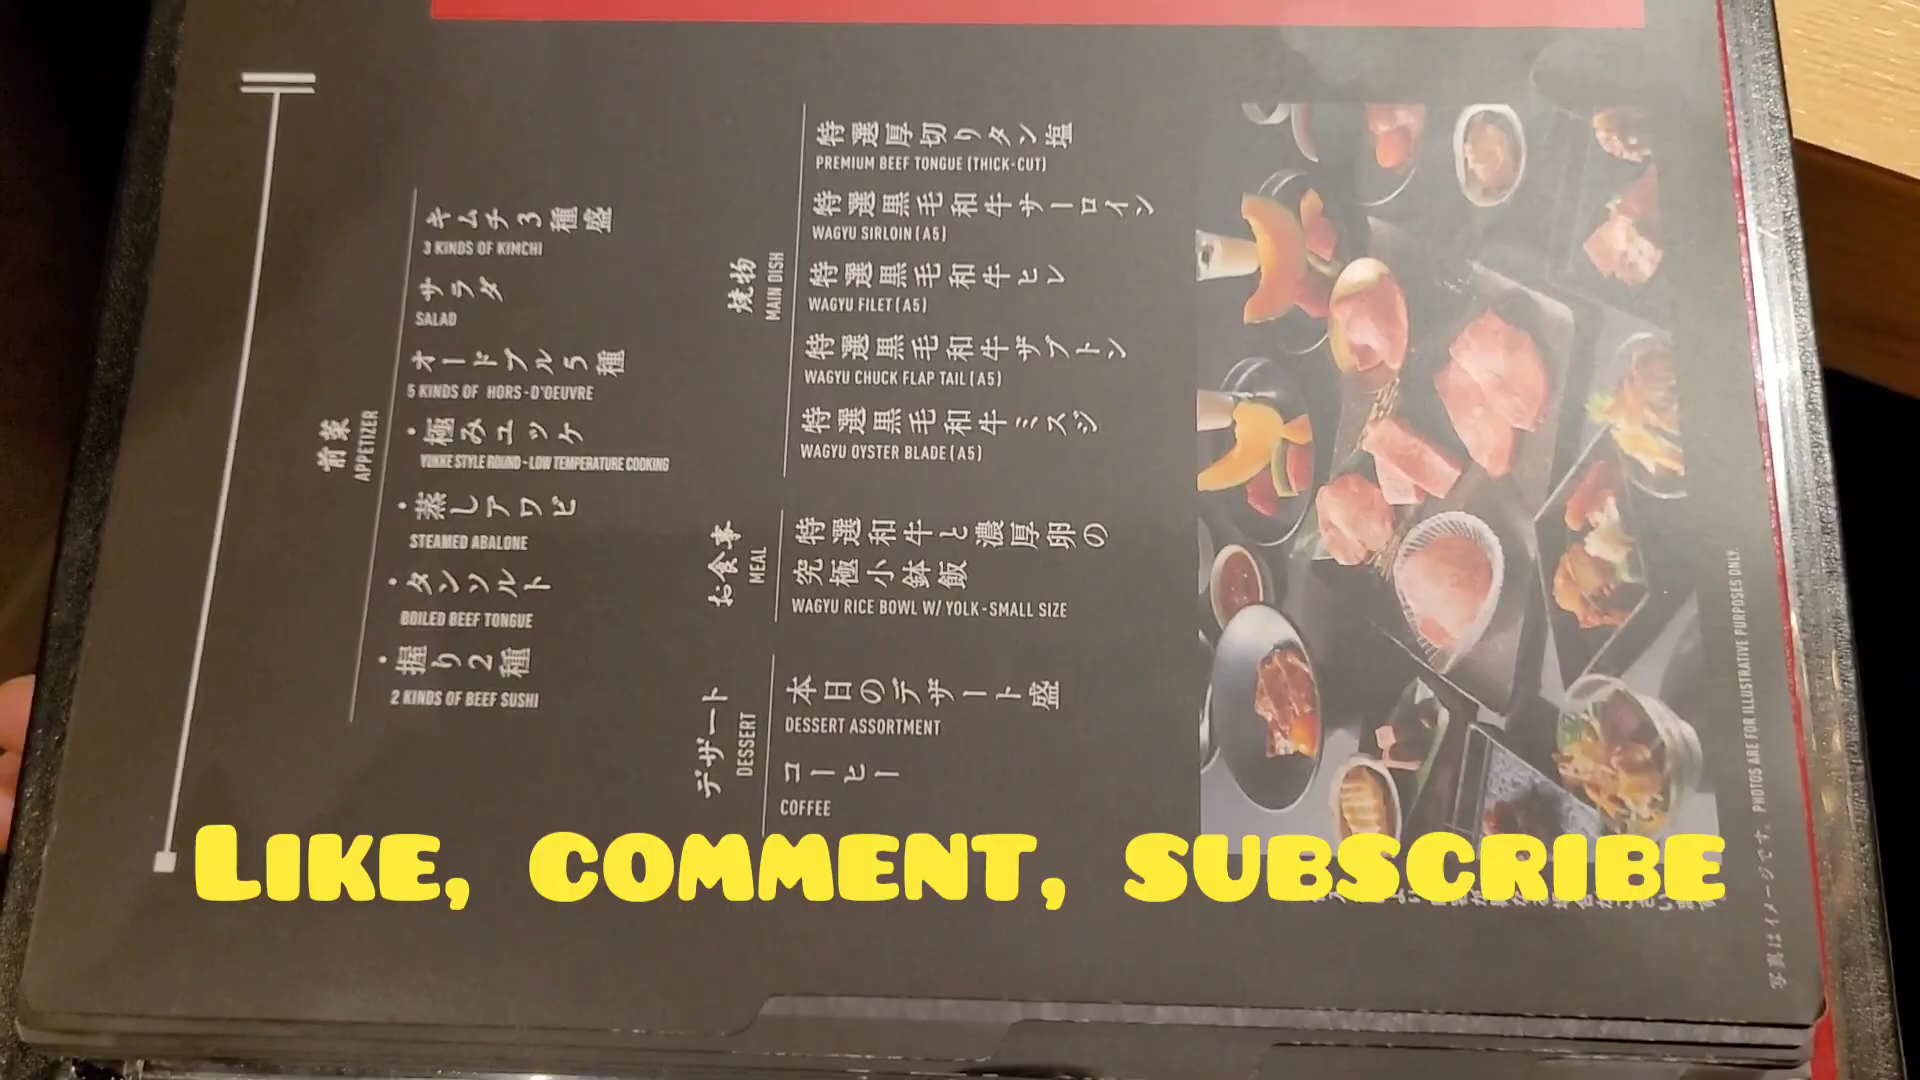 前菜
APPETIZER
キムチ3種盛
3 KINDS OF KIMCHI
サラダ
SALAD
オードブル5種
5 KINDS OF HORS-D'OEUVRE
・極みユッケ
YUKKE STYLE ROUND-LOW TEMPERATURE COOKING
・蒸しアワビ
STEAMED ABALONE
・タンソルト
BOILED BEEF TONGUE
・握り2種
2 KINDS OF BEEF SUSHI
焼物
MAIN DISH
特選厚切りタン塩
PREMIUM BEEF TONGUE (THICK-CUT)
特選黒毛和牛サーロイン
WAGYU SIRLOIN (A5)
特選黒毛和牛ヒレ
WAGYU FILET (A5)
特選黒毛和牛ザブトン
WAGYU CHUCK FLAP TAIL (A5)
特選黒毛和牛ミスジ
WAGYU OYSTER BLADE (A5)
お食事
MEAL
特選和牛と濃厚卵の
究極小鉢飯
WAGYU RICE BOWL W/ YOLK-SMALL SIZE
デザート
DESSERT
本日のデザート盛
DESSERT ASSORTMENT
コーヒー
COFFEE
写真はイメージです。 PHOTOS ARE FOR ILLUSTRATIVE PURPOSES ONLY.
LIKE, COMMENT, SUBSCRIBE